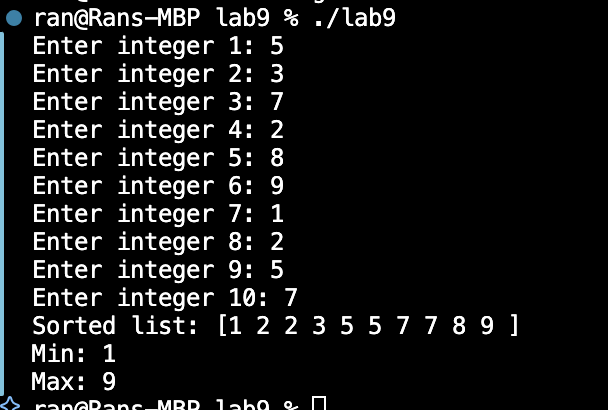 ran@Rans-MBP lab9 % ./lab9
Enter integer 1: 5
Enter integer 2: 3
Enter integer 3: 7
Enter integer 4: 2
Enter integer 5: 8
Enter integer 6: 9
Enter integer 7: 1
Enter integer 8: 2
Enter integer 9: 5
Enter integer 10: 7
Sorted list: [1 2 2 3 5 5 7 7 8 9 ]
Min: 1
Max: 9
ran@Rans-MBP lab9 %